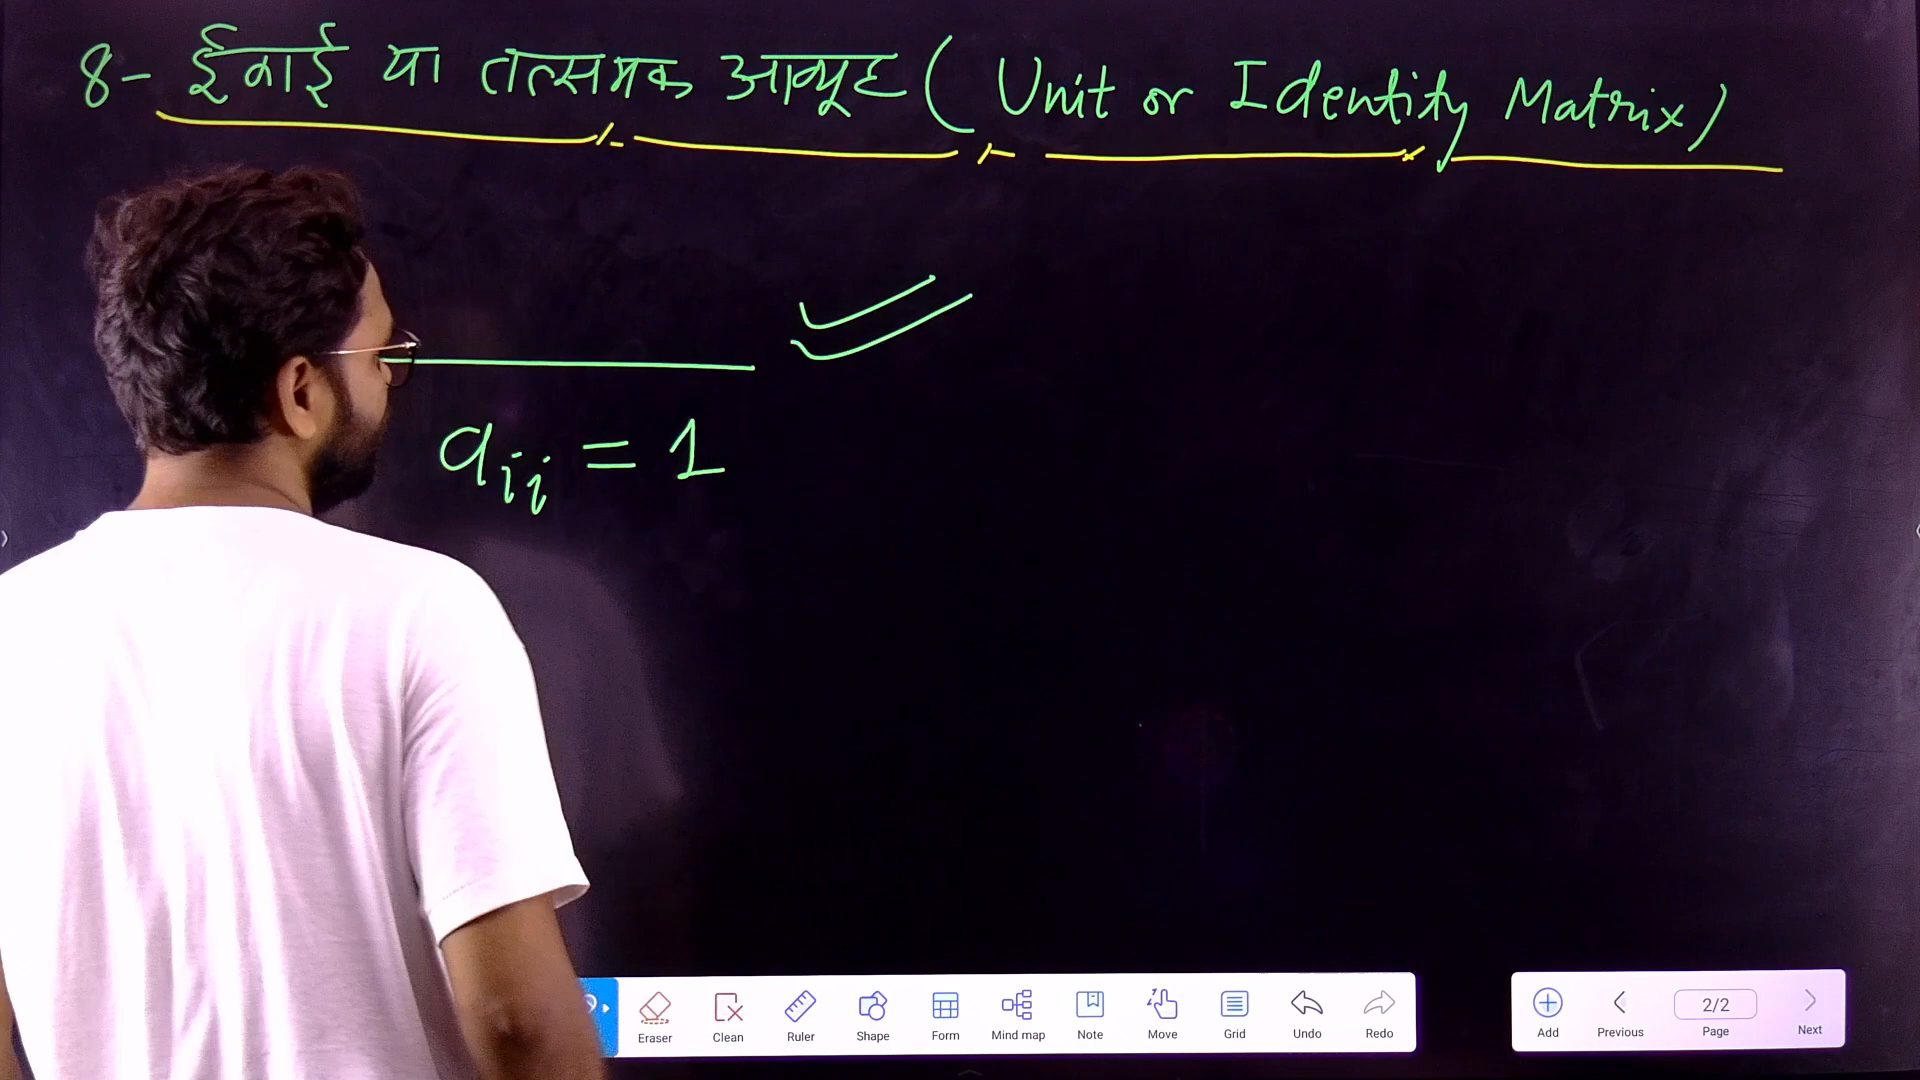 8- ईकाई या तत्समक आव्यूह ( Unit or Identity Matrix )
aii = 1
Eraser Clean Ruler Shape Form Mind map Note Move Grid Undo Redo
Add Previous 2/2 Page Next